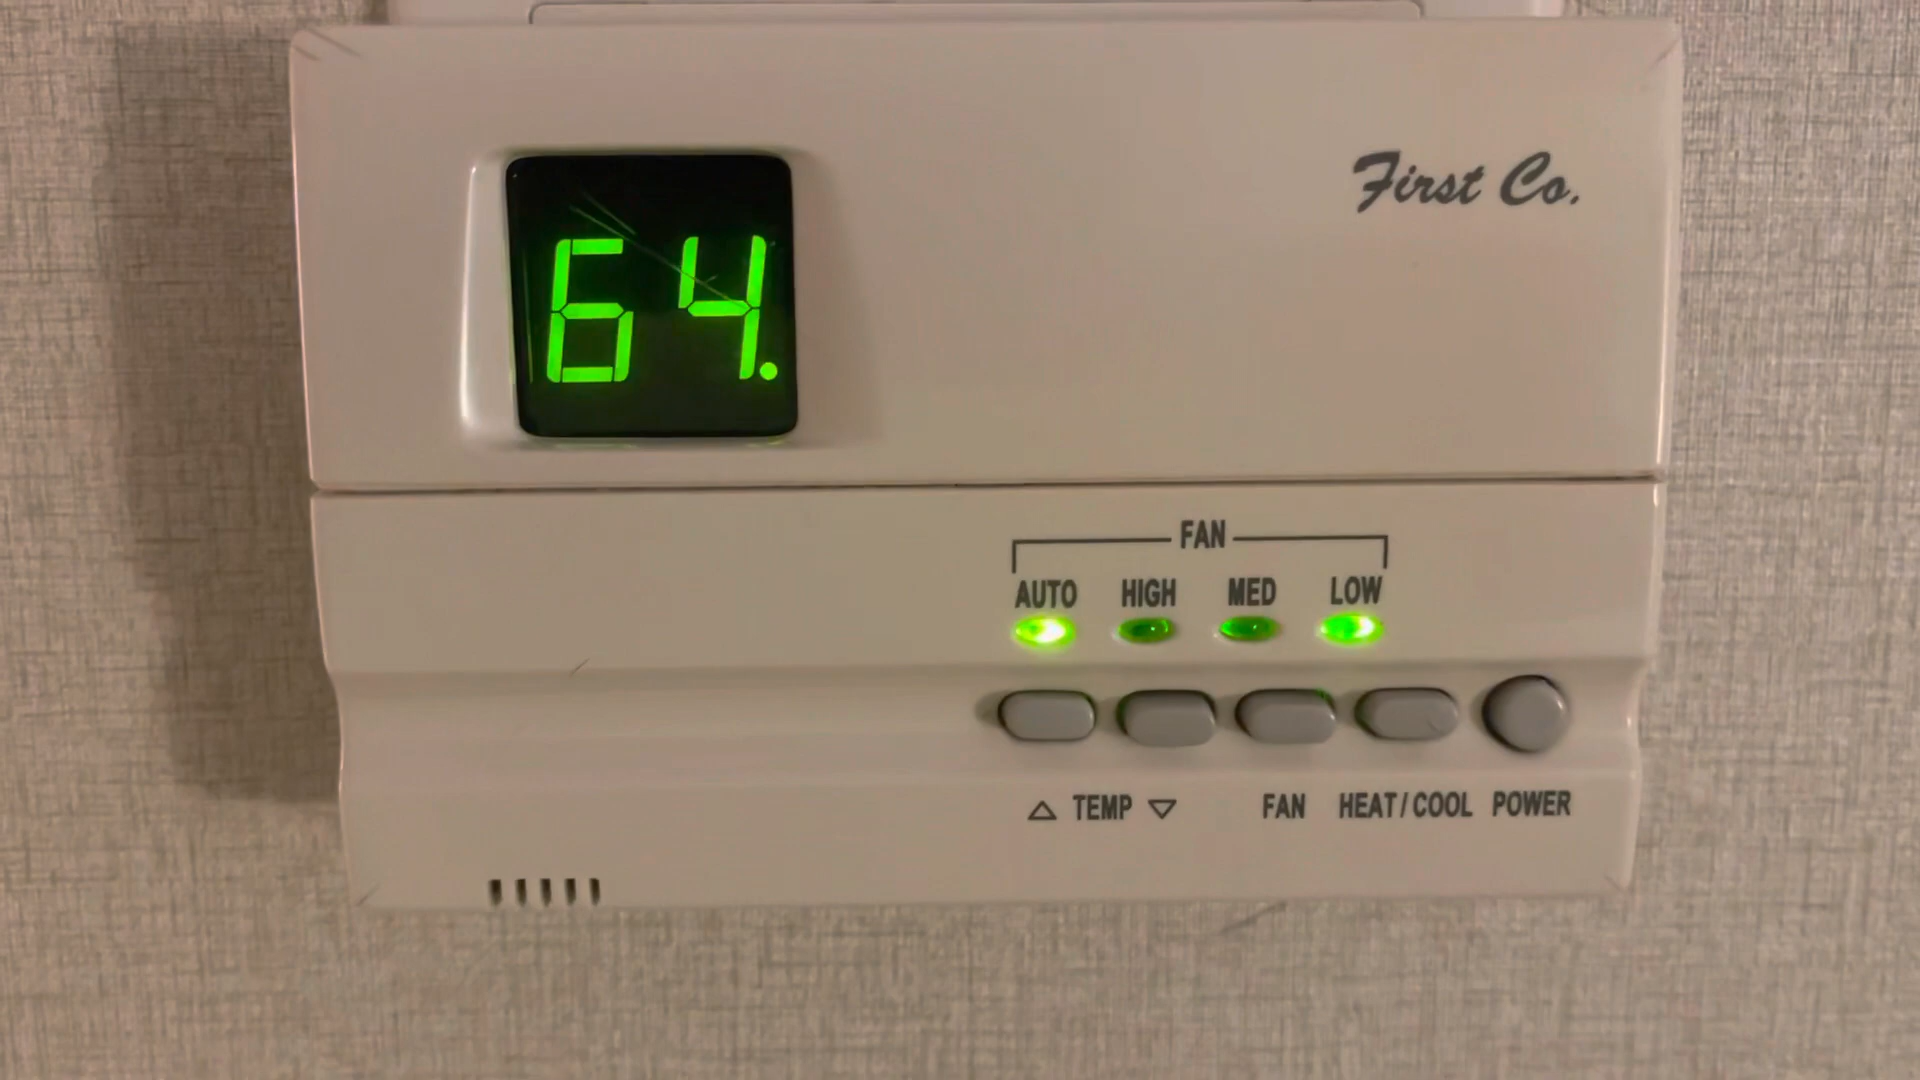 First Co.
64.
FAN
AUTO HIGH MED LOW
△ TEMP ▽ FAN HEAT/COOL POWER